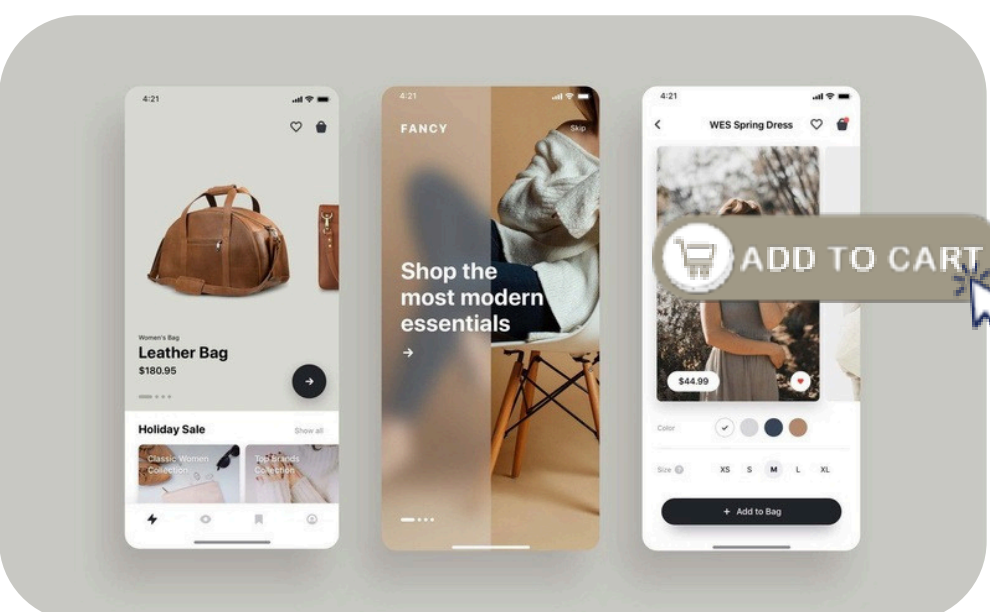 4:21
Women's Bag
Leather Bag
$180.95
Holiday Sale
Show all
Classic Women
Collection
Top Brands
Collection
4:21
FANCY
Skip
Shop the
most modern
essentials
4:21
WES Spring Dress
ADD TO CART
$44.99
Color
Size ?
XS S M L XL
+ Add to Bag